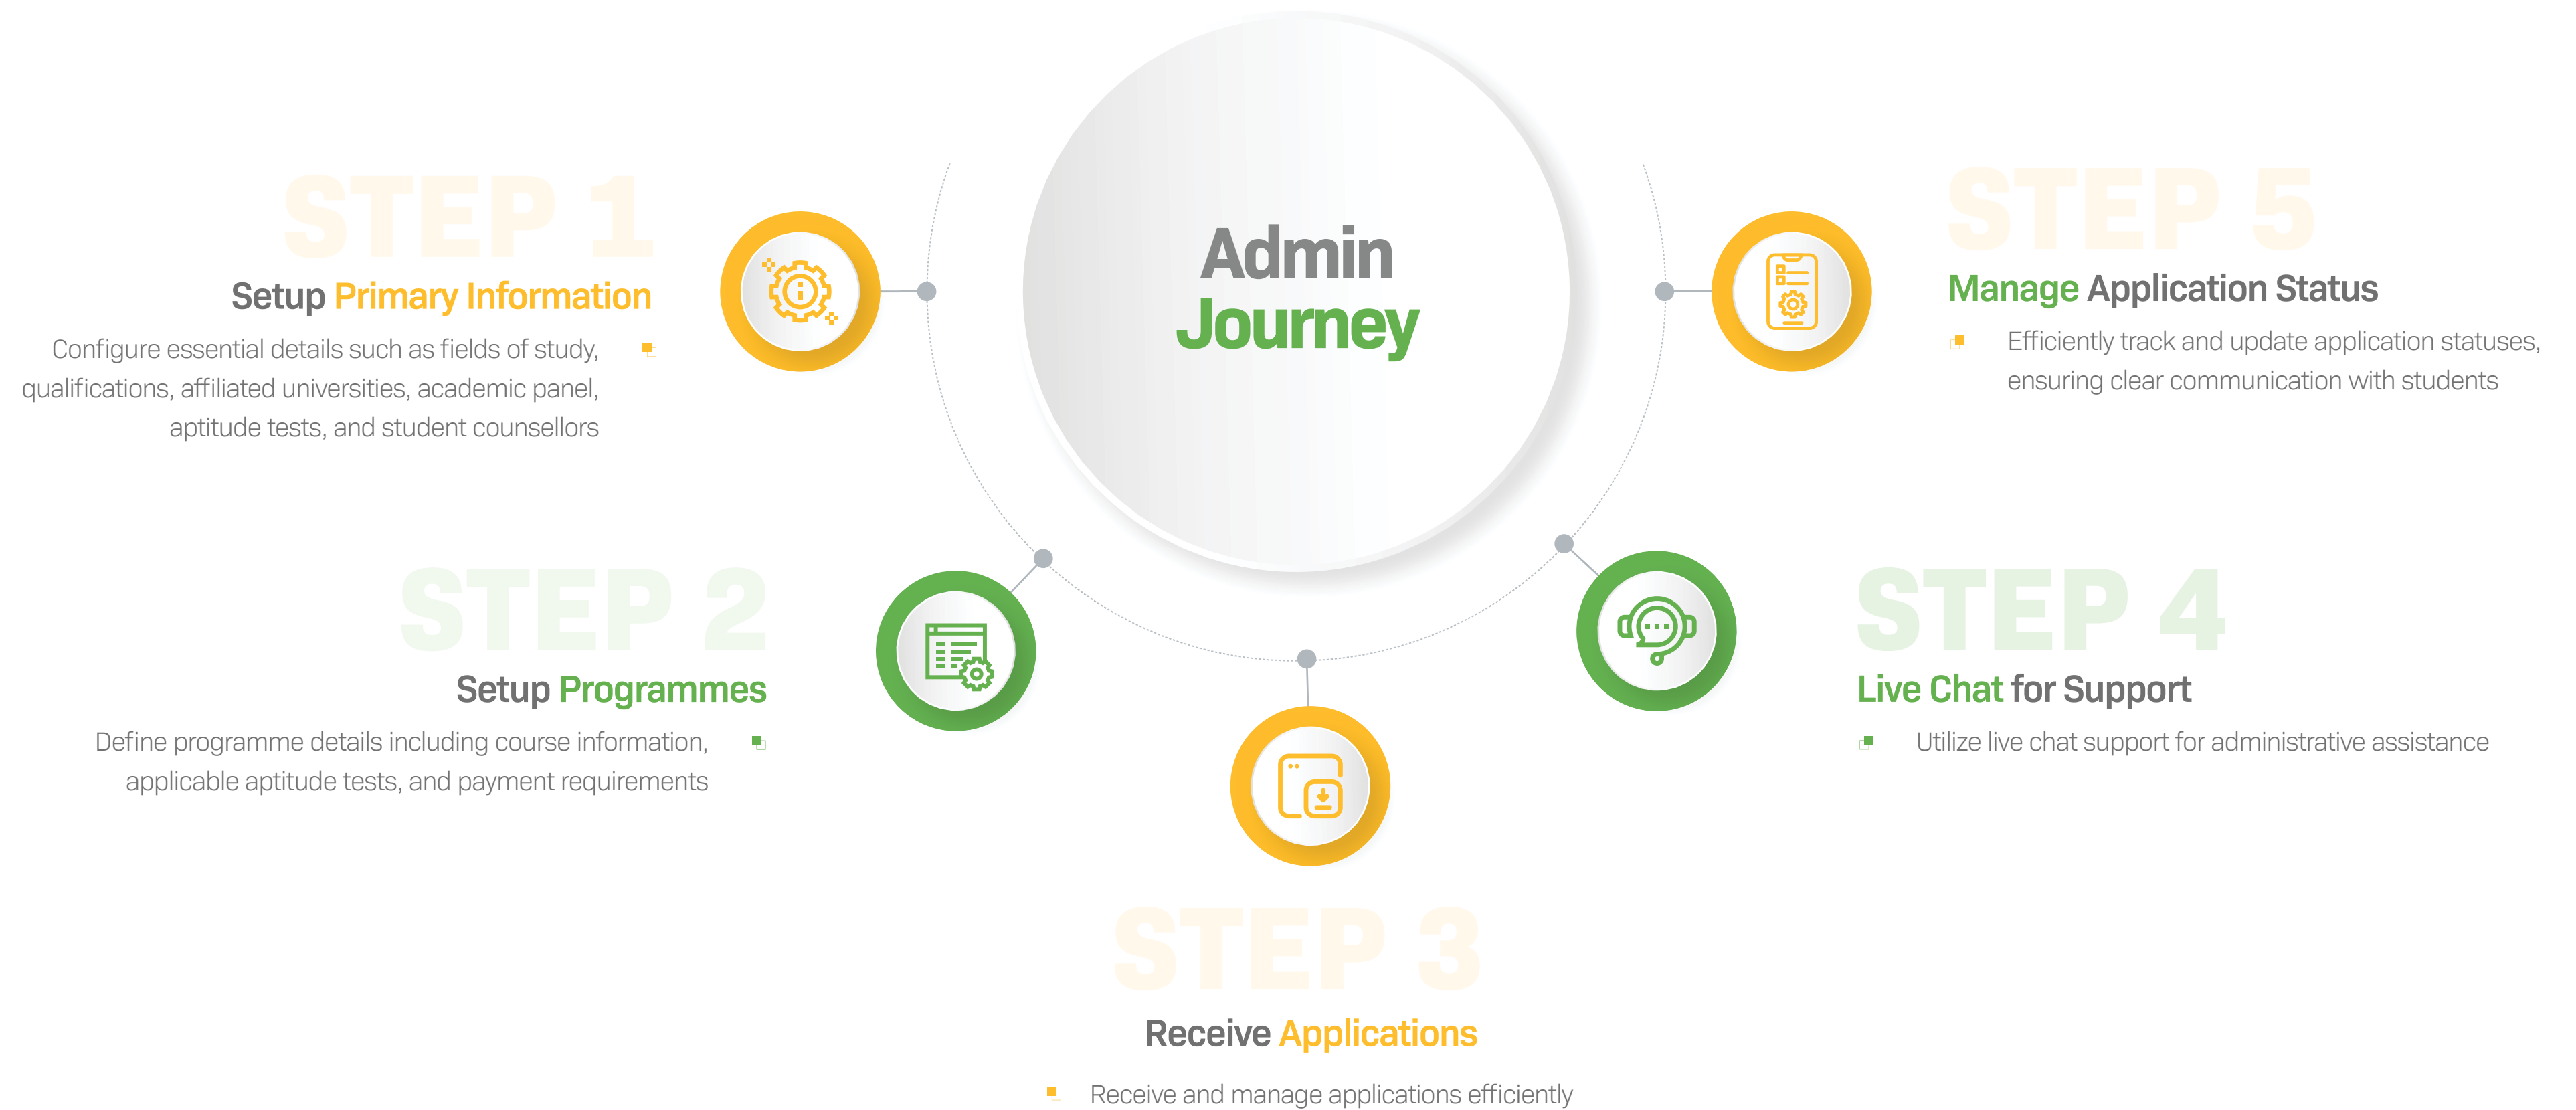 Admin
Journey
STEP 1
Setup Primary Information
Configure essential details such as fields of study,
qualifications, affiliated universities, academic panel,
aptitude tests, and student counsellors
STEP 2
Setup Programmes
Define programme details including course information,
applicable aptitude tests, and payment requirements
STEP 3
Receive Applications
Receive and manage applications efficiently
STEP 4
Live Chat for Support
Utilize live chat support for administrative assistance
STEP 5
Manage Application Status
Efficiently track and update application statuses,
ensuring clear communication with students